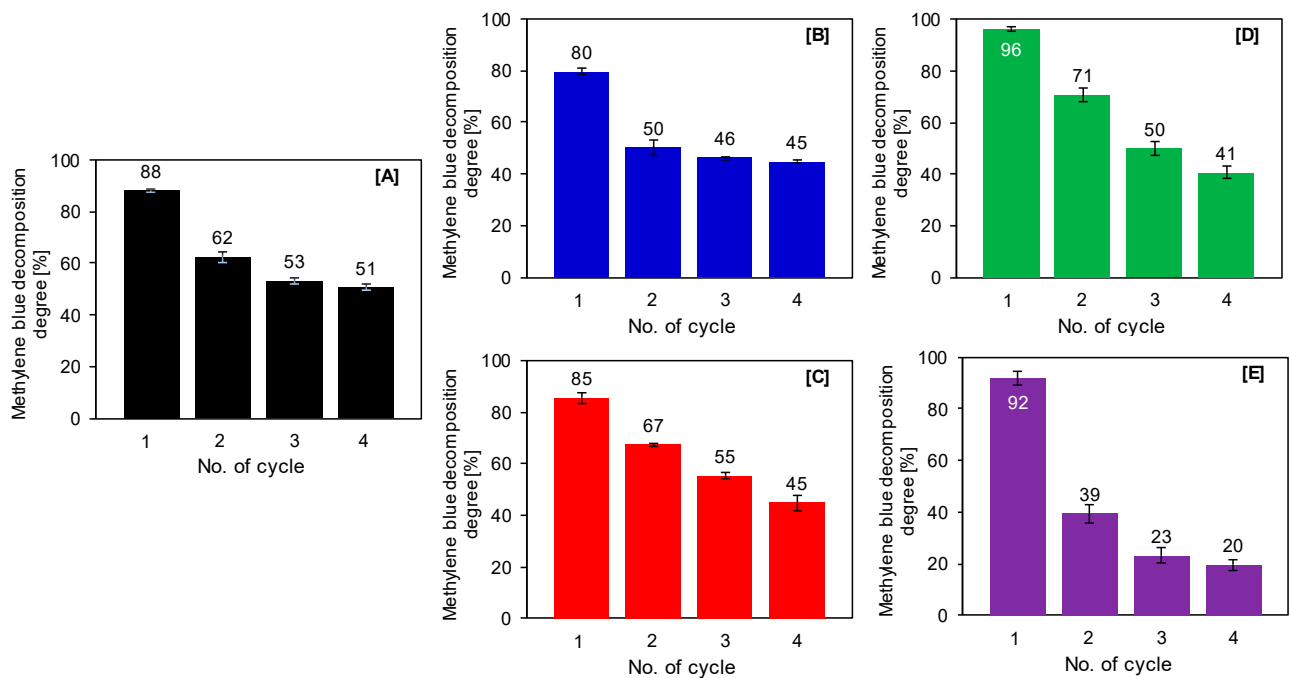 [A]
Methylene blue decomposition
degree [%]
100
80
60
40
20
0
88
62
53
51
1 2 3 4
No. of cycle
[B]
Methylene blue decomposition
degree [%]
100
80
60
40
20
0
80
50
46
45
1 2 3 4
No. of cycle
[C]
Methylene blue decomposition
degree [%]
100
80
60
40
20
0
85
67
55
45
1 2 3 4
No. of cycle
[D]
Methylene blue decomposition
degree [%]
100
80
60
40
20
0
96
71
50
41
1 2 3 4
No. of cycle
[E]
Methylene blue decomposition
degree [%]
100
80
60
40
20
0
92
39
23
20
1 2 3 4
No. of cycle